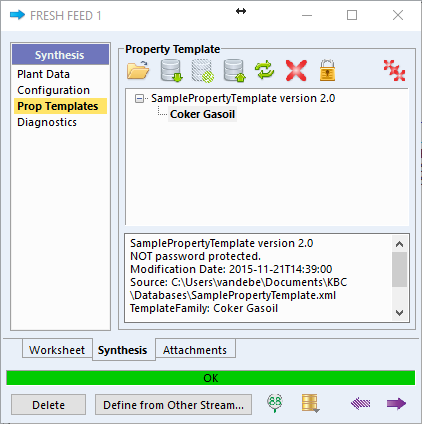 FRESH FEED 1
Synthesis
Plant Data
Configuration
Prop Templates
Diagnostics
Property Template
SamplePropertyTemplate version 2.0
Coker Gasoil
SamplePropertyTemplate version 2.0
NOT password protected.
Modification Date: 2015-11-21T14:39:00
Source: C:\Users\vandebe\Documents\KBC
\Databases\SamplePropertyTemplate.xml
TemplateFamily: Coker Gasoil
Worksheet Synthesis Attachments
OK
Delete Define from Other Stream...